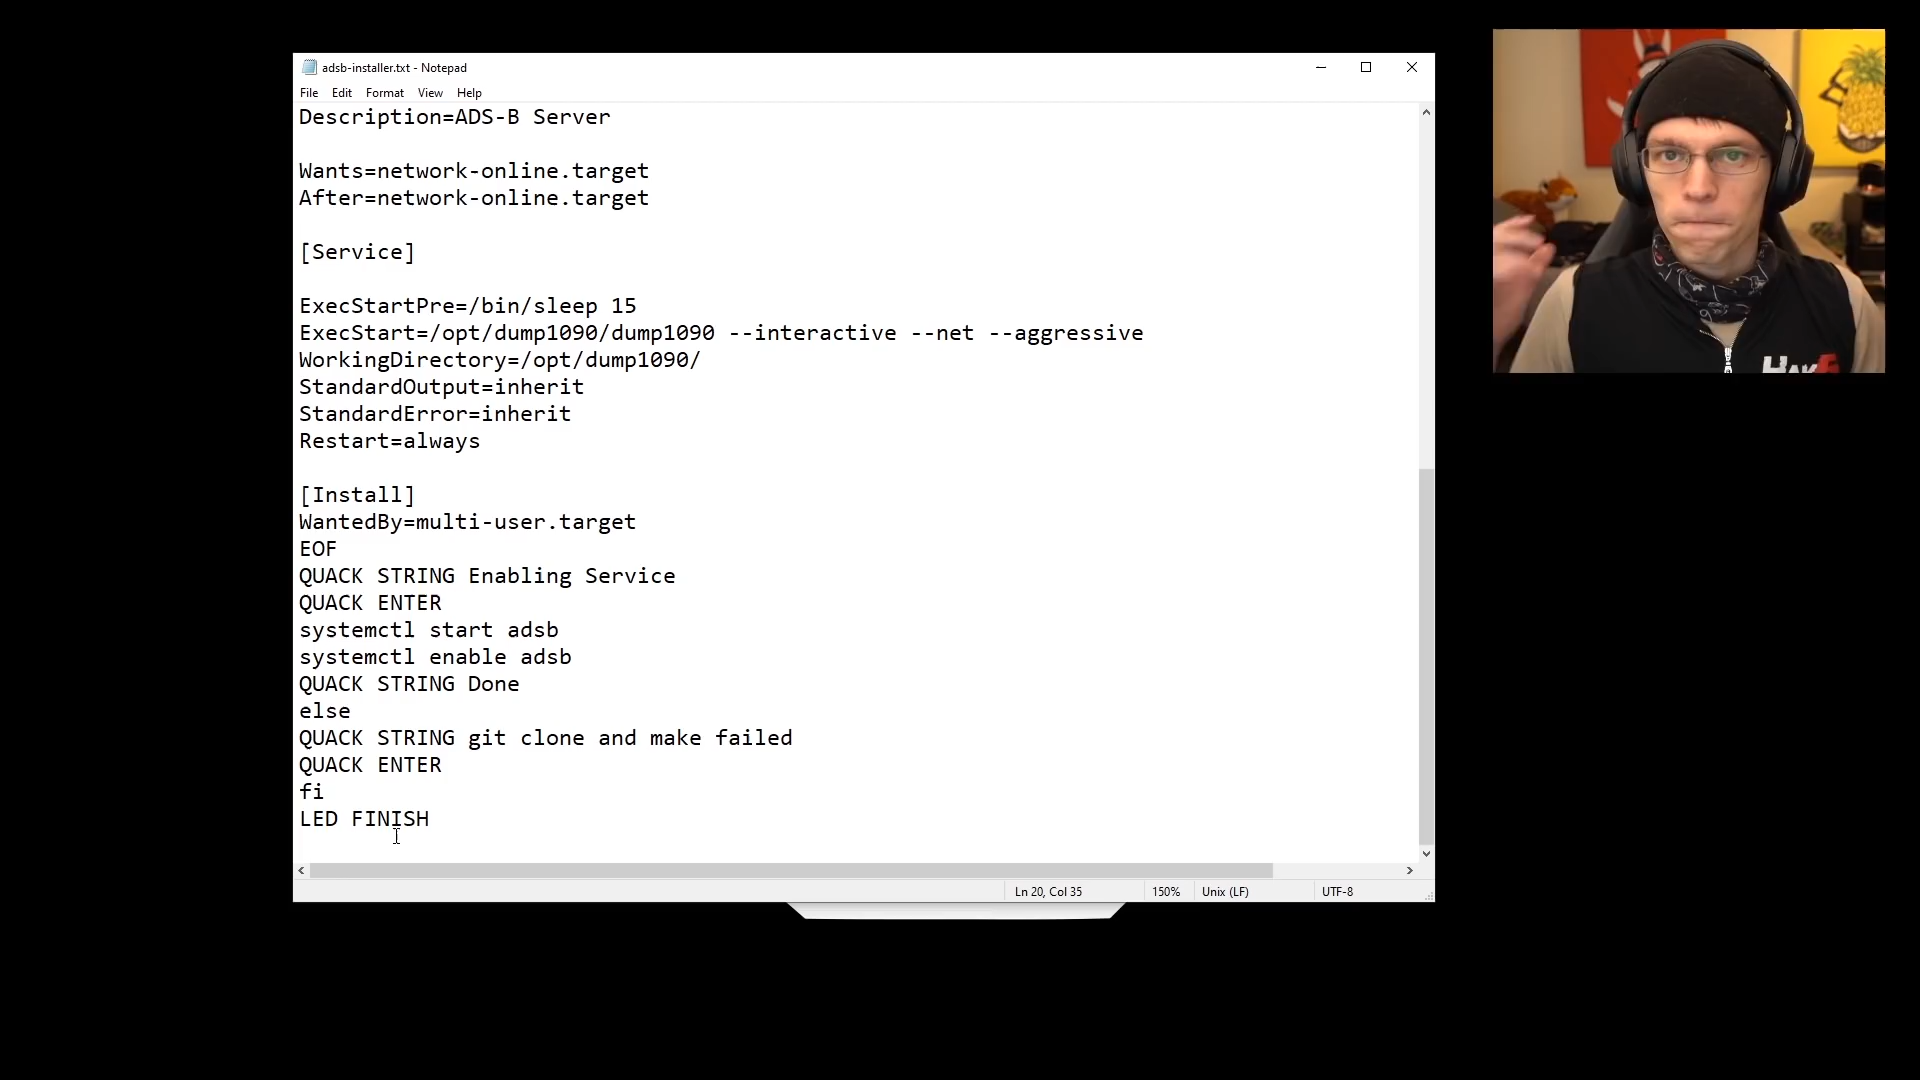 adsb-installer.txt - Notepad
File Edit Format View Help
Description=ADS-B Server
Wants=network-online.target
After=network-online.target
[Service]
ExecStartPre=/bin/sleep 15
ExecStart=/opt/dump1090/dump1090 --interactive --net --aggressive
WorkingDirectory=/opt/dump1090/
StandardOutput=inherit
StandardError=inherit
Restart=always
[Install]
WantedBy=multi-user.target
EOF
QUACK STRING Enabling Service
QUACK ENTER
systemctl start adsb
systemctl enable adsb
QUACK STRING Done
else
QUACK STRING git clone and make failed
QUACK ENTER
fi
LED FINISH
Ln 20, Col 35 150% Unix (LF) UTF-8